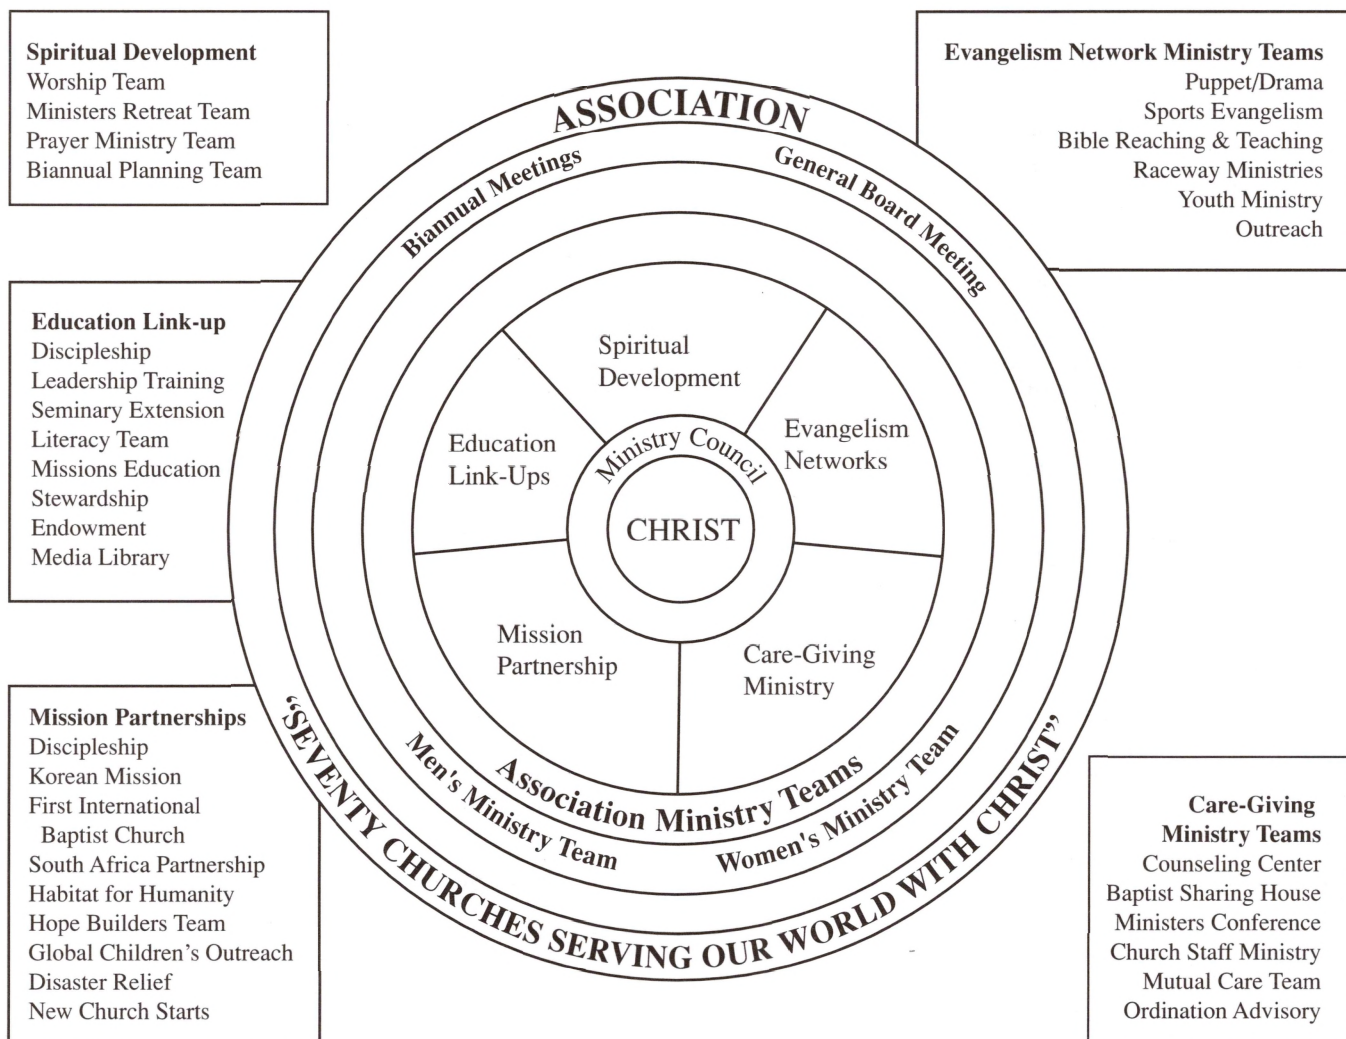 Spiritual Development
Worship Team
Ministers Retreat Team
Prayer Ministry Team
Biannual Planning Team
Evangelism Network Ministry Teams
Puppet/Drama
Sports Evangelism
Bible Reaching & Teaching
Raceway Ministries
Youth Ministry
Outreach
Education Link-up
Discipleship
Leadership Training
Seminary Extension
Literacy Team
Missions Education
Stewardship
Endowment
Media Library
Mission Partnerships
Discipleship
Korean Mission
First International
Baptist Church
South Africa Partnership
Habitat for Humanity
Hope Builders Team
Global Children’s Outreach
Disaster Relief
New Church Starts
Care-Giving
Ministry Teams
Counseling Center
Baptist Sharing House
Ministers Conference
Church Staff Ministry
Mutual Care Team
Ordination Advisory
ASSOCIATION
Biannual Meetings
General Board Meeting
Spiritual
Development
Education
Link-Ups
Evangelism
Networks
Ministry Council
CHRIST
Mission
Partnership
Care-Giving
Ministry
Association Ministry Teams
Men's Ministry Team
Women's Ministry Team
“SEVENTY CHURCHES SERVING OUR WORLD WITH CHRIST”